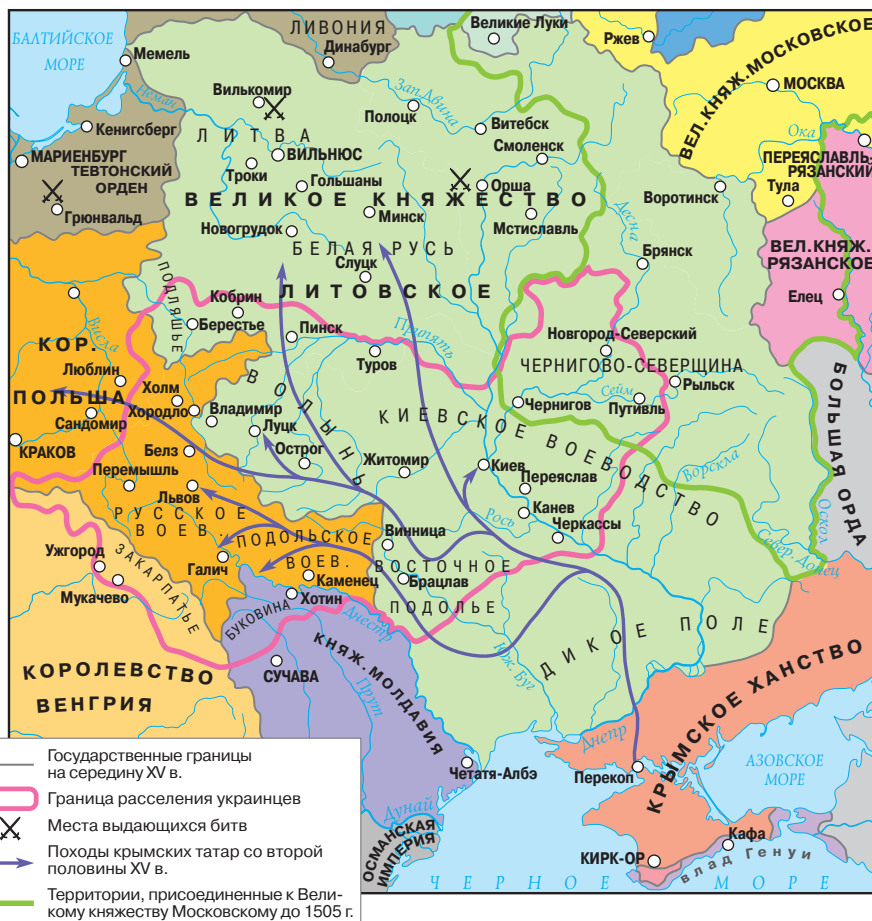 БАЛТИЙСКОЕ
МОРЕ
Мемель
ЛИВОНИЯ
Динабург
Великие Луки
Ржев
ВЕЛ.КНЯЖ.МОСКОВСКОЕ
МОСКВА
Вилькомир
Неман
Зап.Двина
Полоцк
Витебск
Ока
Кенигсберг
ЛИТВА
ВИЛЬНЮС
Смоленск
ПЕРЕЯСЛАВЛЬ-
РЯЗАНСКИЙ
МАРИЕНБУРГ
ТЕВТОНСКИЙ
ОРДЕН
Троки
Гольшаны
Орша
Воротинск
Тула
Грюнвальд
ВЕЛИКОЕ КНЯЖЕСТВО
Минск
Мстиславль
Десна
Новогрудок
БЕЛАЯ РУСЬ
Брянск
ВЕЛ.КНЯЖ.
РЯЗАНСКОЕ
Слуцк
ЛИТОВСКОЕ
Елец
ПОДЛЯШЬЕ
Кобрин
Берестье
Пинск
Припять
Новгород-Северский
Висла
КОР.
ПОЛЬША
Туров
ЧЕРНИГОВО-СЕВЕРЩИНА
Люблин
Холм
ВОЛЫНЬ
Сейм
Рыльск
Сандомир
Хородло
Владимир
Чернигов
Путивль
БОЛЬШАЯ ОРДА
КРАКОВ
Луцк
КИЕВСКОЕ ВОЕВОДСТВО
Белз
Острог
Житомир
Киев
Ворскла
Перемышль
Львов
Переяслав
Оскол
РУССКОЕ
ВОЕВ.
Рось
Канев
Черкассы
Север. Донец
ПОДОЛЬСКОЕ
ВОЕВ.
Винница
Ужгород
ЗАКАРПАТЬЕ
Галич
ВОСТОЧНОЕ
ПОДОЛЬЕ
Каменец
Брацлав
Мукачево
Хотин
БУКОВИНА
Днестр
ДИКОЕ ПОЛЕ
КОРОЛЕВСТВО
ВЕНГРИЯ
СУЧАВА
КНЯЖ.МОЛДАВИЯ
Юж. Буг
Прут
Днепр
КРЫМСКОЕ ХАНСТВО
Четатя-Албэ
Перекоп
АЗОВСКОЕ
МОРЕ
Дунай
ОСМАНСКАЯ
ИМПЕРИЯ
Кафа
КИРК-ОР
влад Генуи
ЧЕРНОЕ МОРЕ
Государственные границы
на середину XV в.
Граница расселения украинцев
Места выдающихся битв
Походы крымских татар со второй
половины XV в.
Территории, присоединенные к Вели-
кому княжеству Московскому до 1505 г.